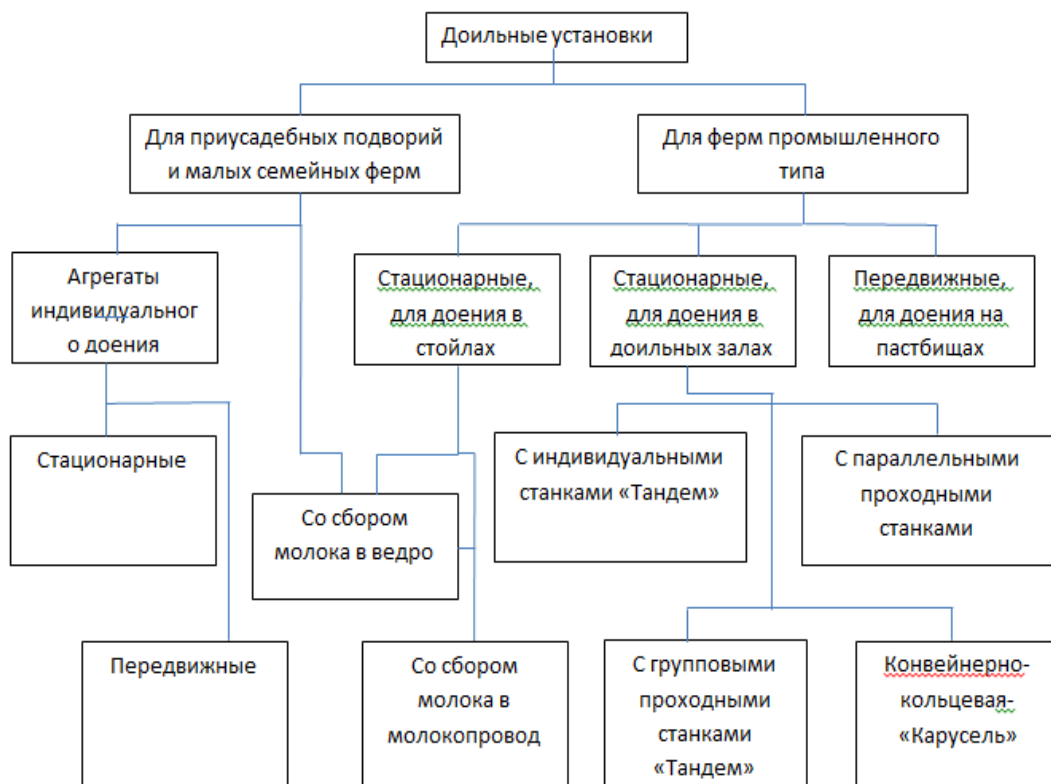 Доильные установки
Для приусадебных подворий
и малых семейных ферм
Для ферм промышленного
типа
Агрегаты
индивидуальног
о доения
Стационарные,
для доения в
стойлах
Стационарные,
для доения в
доильных залах
Передвижные,
для доения на
пастбищах
Стационарные
Со сбором
молока в ведро
С индивидуальными
станками «Тандем»
С параллельными
проходными
станками
Передвижные
Со сбором
молока в
молокопровод
С групповыми
проходными
станками
«Тандем»
Конвейнерно-
кольцевая-
«Карусель»